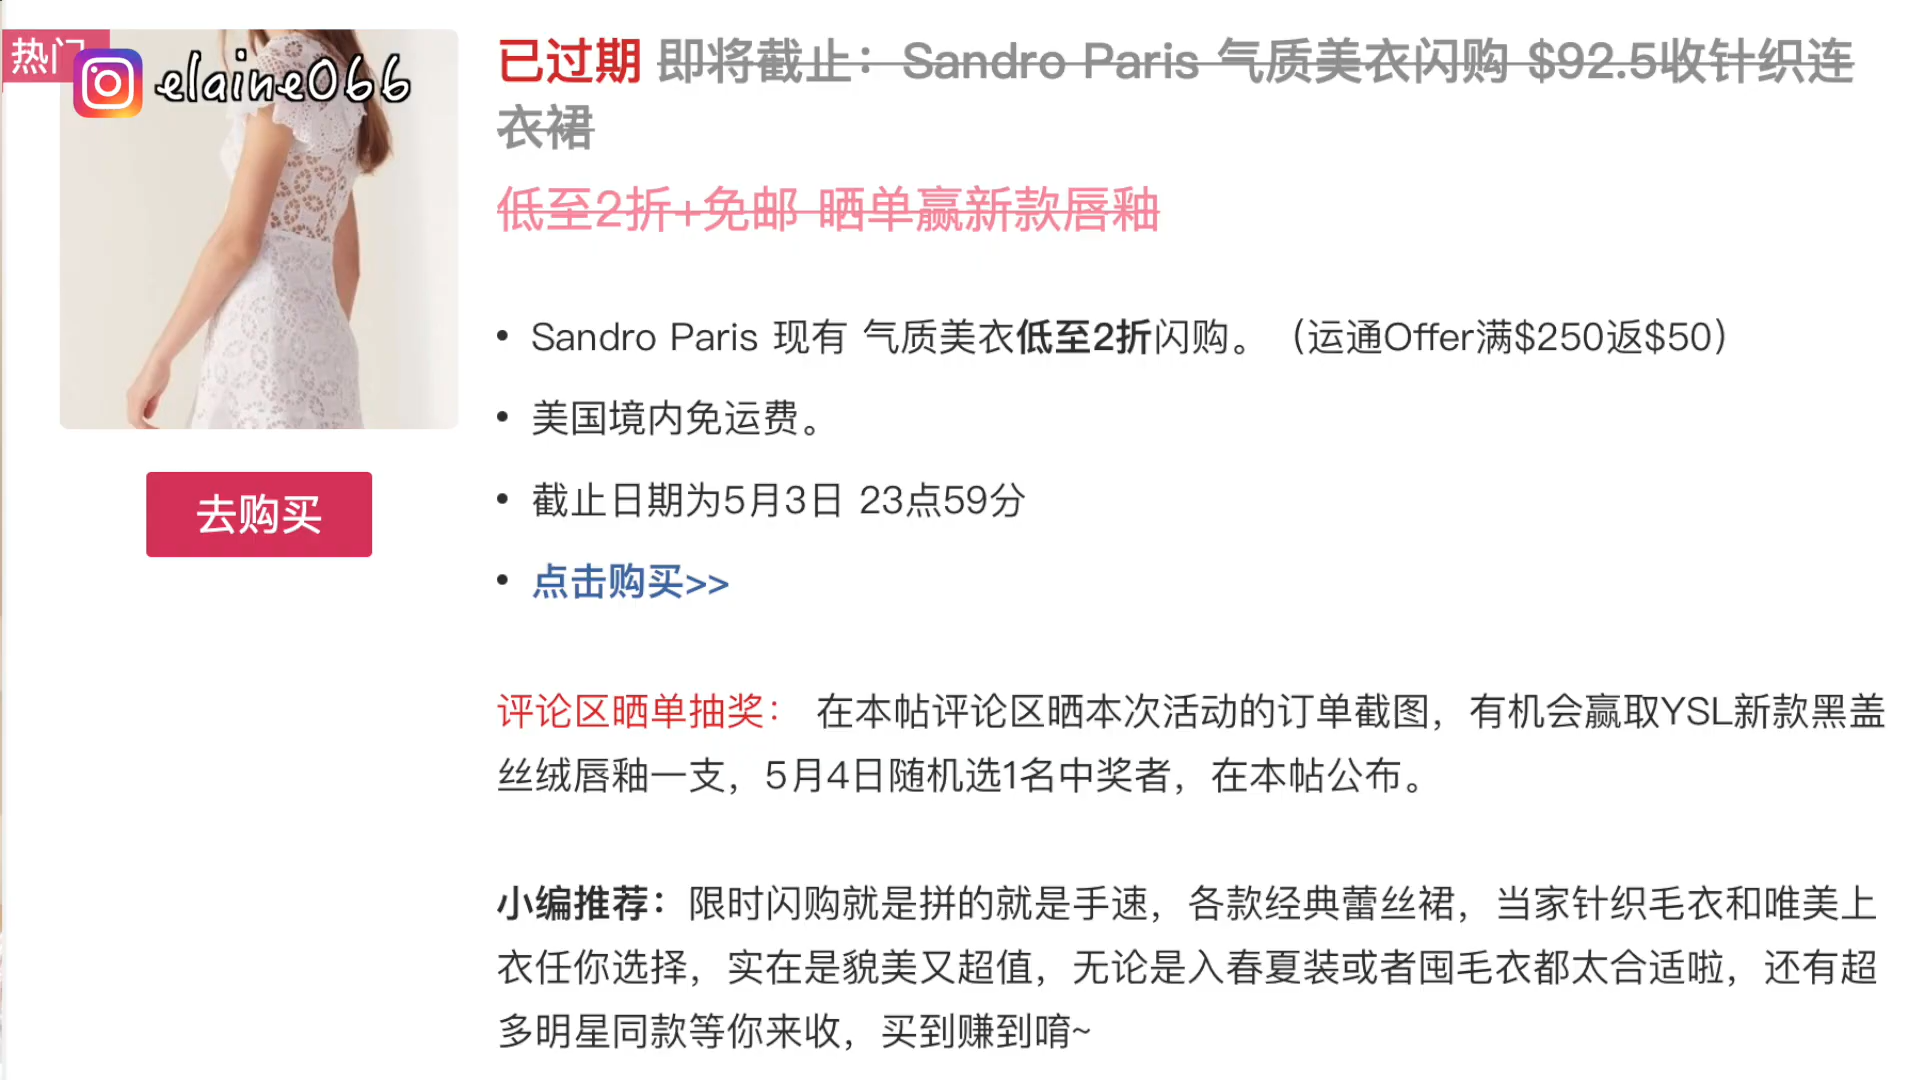 热门
elaine066
已过期 即将截止：Sandro Paris 气质美衣闪购 $92.5收针织连
衣裙
低至2折+免邮 晒单赢新款唇釉
• Sandro Paris 现有 气质美衣低至2折闪购。（运通Offer满$250返$50）
• 美国境内免运费。
• 截止日期为5月3日 23点59分
• 点击购买>>
去购买
评论区晒单抽奖： 在本帖评论区晒本次活动的订单截图，有机会赢取YSL新款黑盖
丝绒唇釉一支，5月4日随机选1名中奖者，在本帖公布。
小编推荐：限时闪购就是拼的就是手速，各款经典蕾丝裙，当家针织毛衣和唯美上
衣任你选择，实在是貌美又超值，无论是入春夏装或者囤毛衣都太合适啦，还有超
多明星同款等你来收，买到赚到唷~